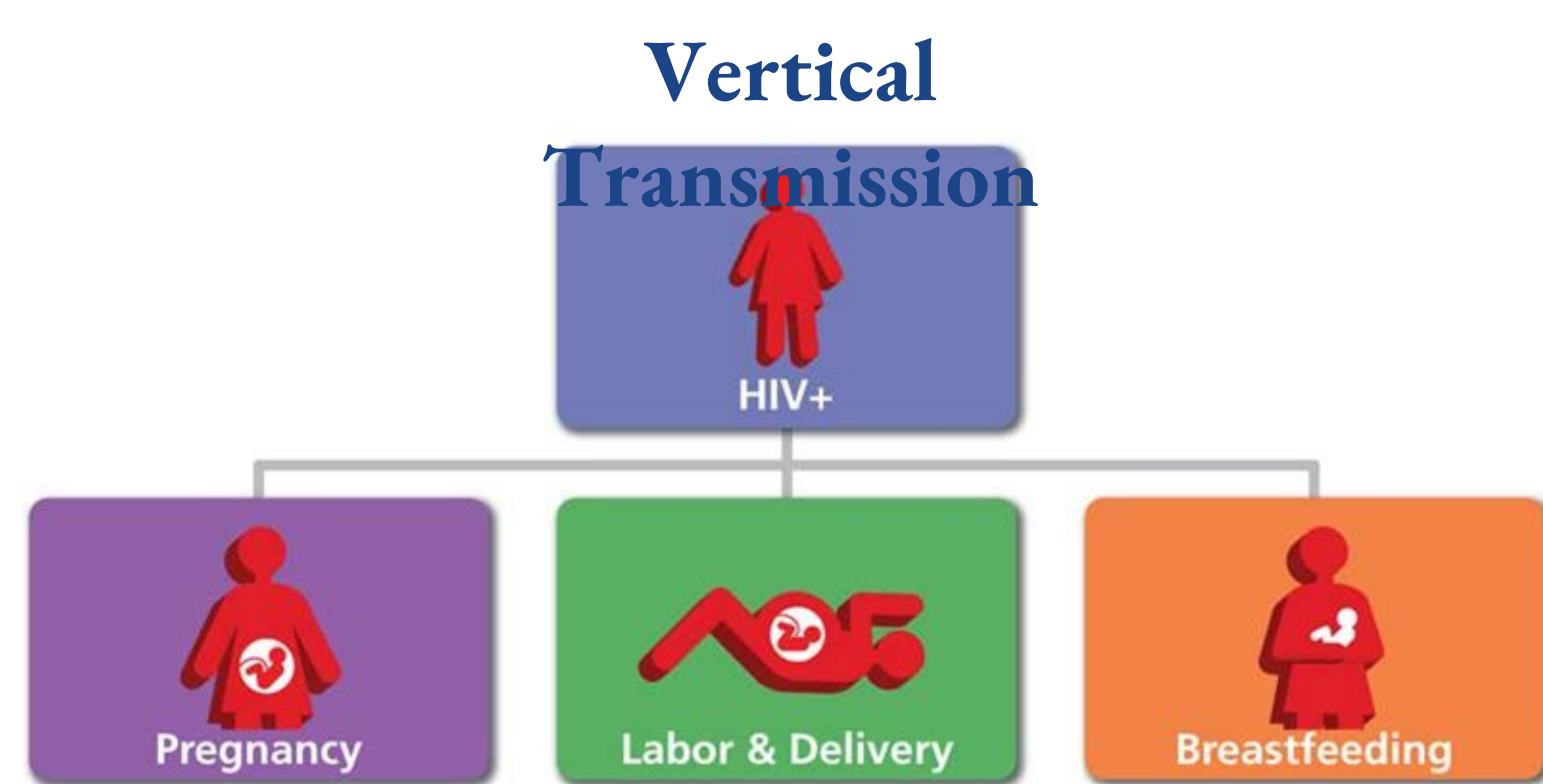 Vertical
Transmission
HIV+
Pregnancy
Labor & Delivery
Breastfeeding